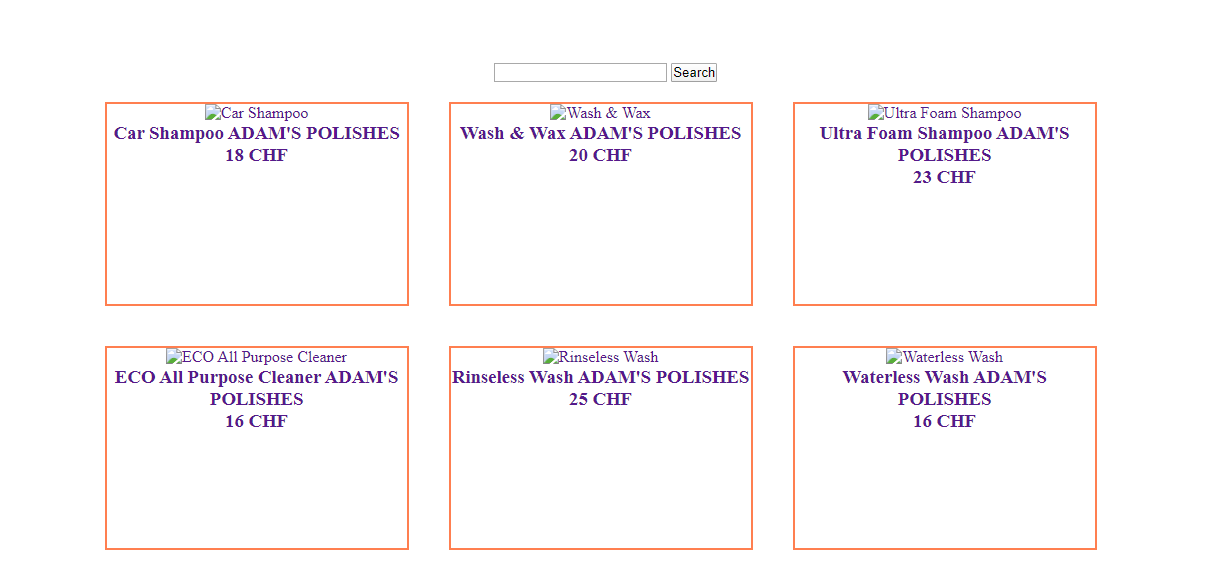 Search
Car Shampoo
Car Shampoo ADAM'S POLISHES
18 CHF
Wash & Wax
Wash & Wax ADAM'S POLISHES
20 CHF
Ultra Foam Shampoo
Ultra Foam Shampoo ADAM'S
POLISHES
23 CHF
ECO All Purpose Cleaner
ECO All Purpose Cleaner ADAM'S
POLISHES
16 CHF
Rinseless Wash
Rinseless Wash ADAM'S POLISHES
25 CHF
Waterless Wash
Waterless Wash ADAM'S
POLISHES
16 CHF